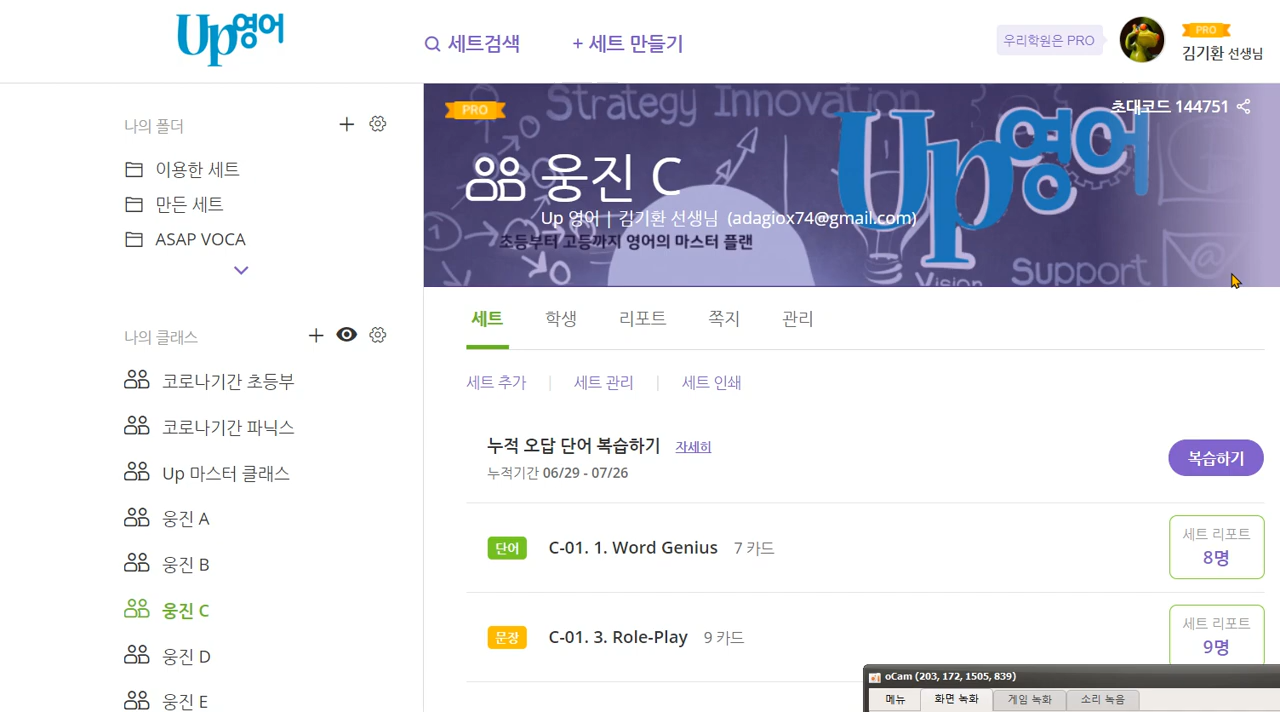 Up영어
세트검색
+ 세트 만들기
우리학원은 PRO
PRO
김기환 선생님
나의 폴더
이용한 세트
만든 세트
ASAP VOCA
나의 클래스
코로나기간 초등부
코로나기간 파닉스
Up 마스터 클래스
웅진 A
웅진 B
웅진 C
웅진 D
웅진 E
PRO
초대코드 144751
Strategy Innovation
Up영어
웅진 C
Up 영어 | 김기환 선생님 (adagiox74@gmail.com)
초등부터 고등까지 영어의 마스터 플랜
Support
Vision
세트
학생
리포트
쪽지
관리
세트 추가 | 세트 관리 | 세트 인쇄
누적 오답 단어 복습하기 자세히
누적기간 06/29 - 07/26
복습하기
단어 C-01. 1. Word Genius 7 카드
세트 리포트
8명
문장 C-01. 3. Role-Play 9 카드
세트 리포트
9명
oCam (203, 172, 1505, 839)
메뉴 화면 녹화 게임 녹화 소리 녹음